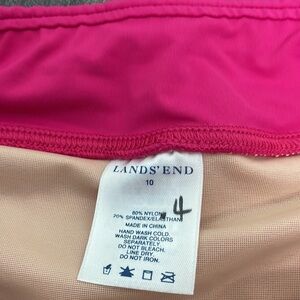 LANDS' END
10
.4
80% NYLON
20% SPANDEX/ELASTHAN
MADE IN CHINA
HAND WASH COLD
WASH DARK COLORS
SEPARATELY
DO NOT BLEACH.
LINE DRY
DO NOT IRON.